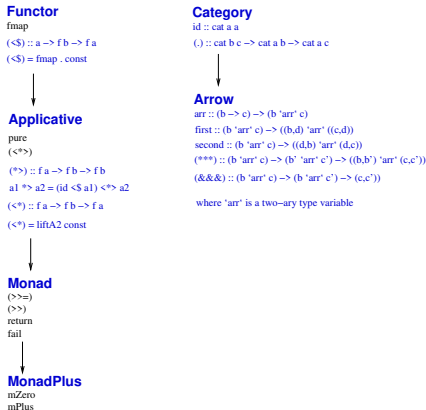 Functor
fmap
(<$) :: a -> f b -> f a
(<$) = fmap . const
Applicative
pure
(<*>)
(*>) :: f a -> f b -> f b
a1 *> a2 = (id <$ a1) <*> a2
(<*) :: f a -> f b -> f a
(<*) = liftA2 const
Monad
(>>=)
(>>)
return
fail
MonadPlus
mZero
mPlus
Category
id :: cat a a
(.) :: cat b c -> cat a b -> cat a c
Arrow
arr :: (b -> c) -> (b ‘arr‘ c)
first :: (b ‘arr‘ c) -> ((b,d) ‘arr‘ ((c,d))
second :: (b ‘arr‘ c) -> ((d,b) ‘arr‘ (d,c))
(***) :: (b ‘arr‘ c) -> (b’ ‘arr‘ c’) -> ((b,b’) ‘arr‘ (c,c’))
(&&&) :: (b ‘arr‘ c) -> (b ‘arr‘ c’) -> (c,c’))
where ‘arr‘ is a two-ary type variable